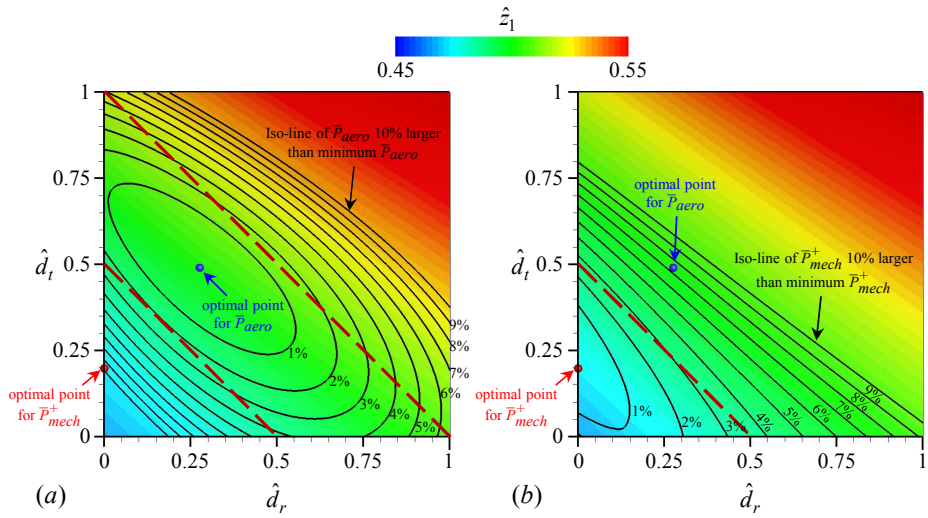 ẑ₁
0.45
0.55
1
0.75
0.5
0.25
0
d̂ₜ
Iso-line of P̅aero 10% larger
than minimum P̅aero
optimal point
for P̅aero
optimal point
for P̅⁺mech
1%
2%
3%
4%
5%
6%
7%
8%
9%
0
0.25
0.5
0.75
1
(a)
d̂ᵣ
1
0.75
0.5
0.25
0
d̂ₜ
optimal point
for P̅aero
Iso-line of P̅⁺mech 10% larger
than minimum P̅⁺mech
optimal point
for P̅⁺mech
1%
2%
3%
4%
5%
6%
7%
8%
9%
0
0.25
0.5
0.75
1
(b)
d̂ᵣ